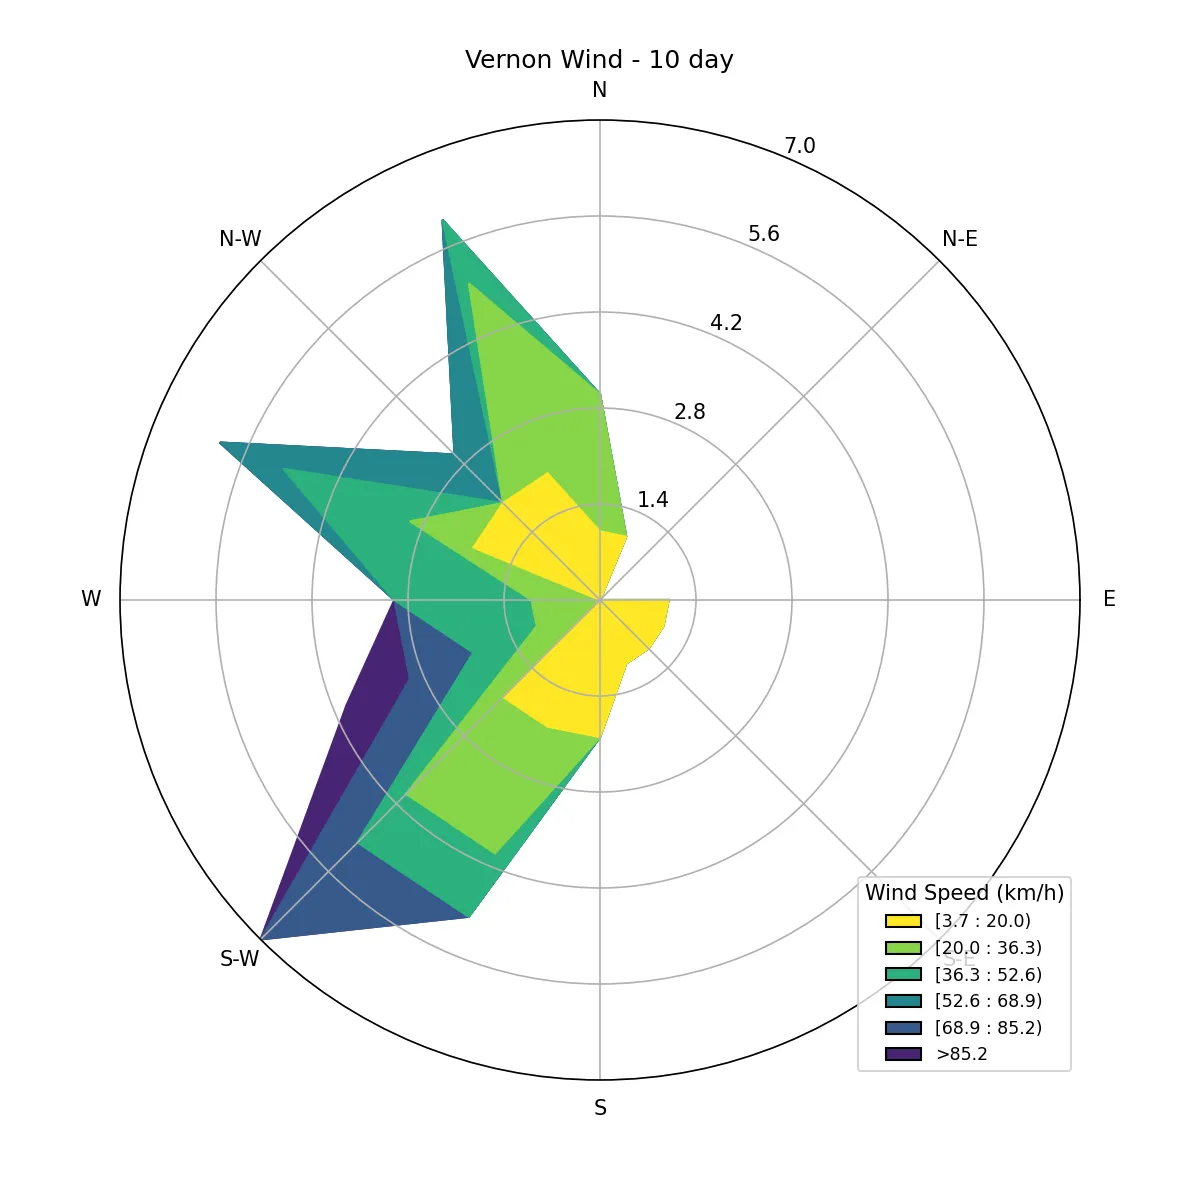 Vernon Wind - 10 day
N
7.0
N-W
5.6
N-E
4.2
2.8
1.4
W
E
S-W
S-E
S
Wind Speed (km/h)
[3.7 : 20.0)
[20.0 : 36.3)
[36.3 : 52.6)
[52.6 : 68.9)
[68.9 : 85.2)
>85.2